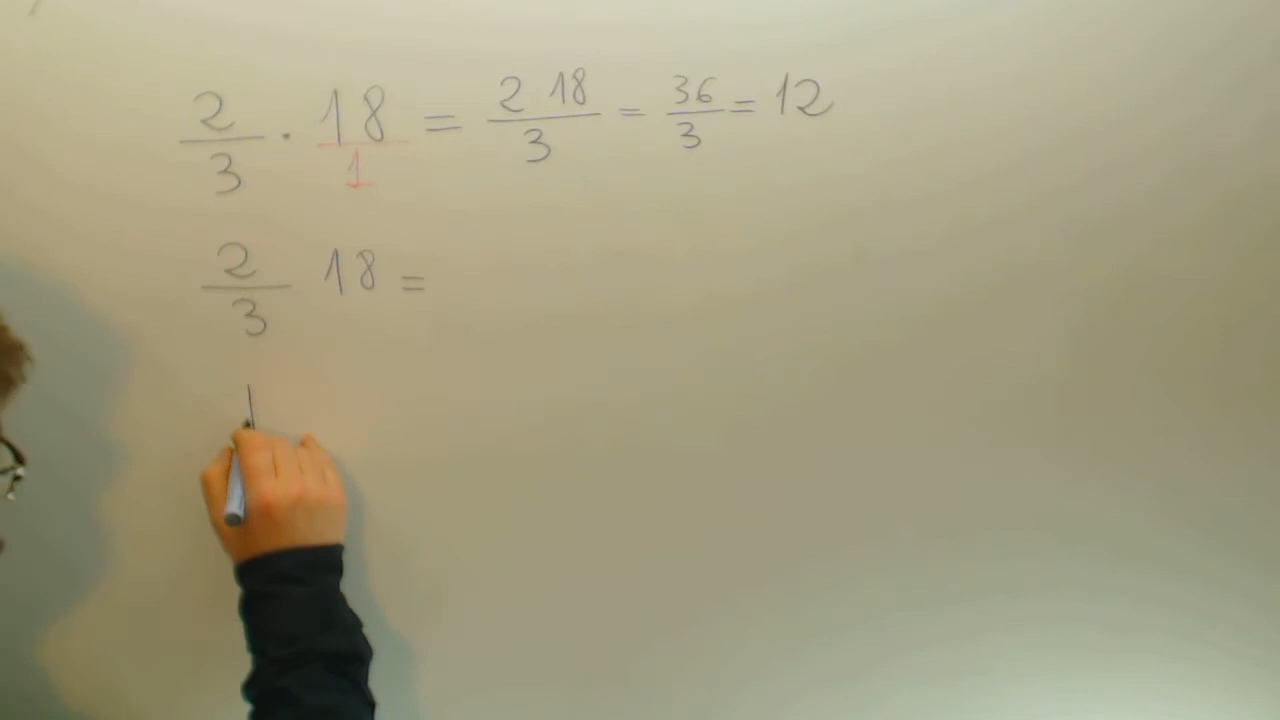 2/3 · 18/1 = 2 18/3 = 36/3 = 12
2/3 18 =